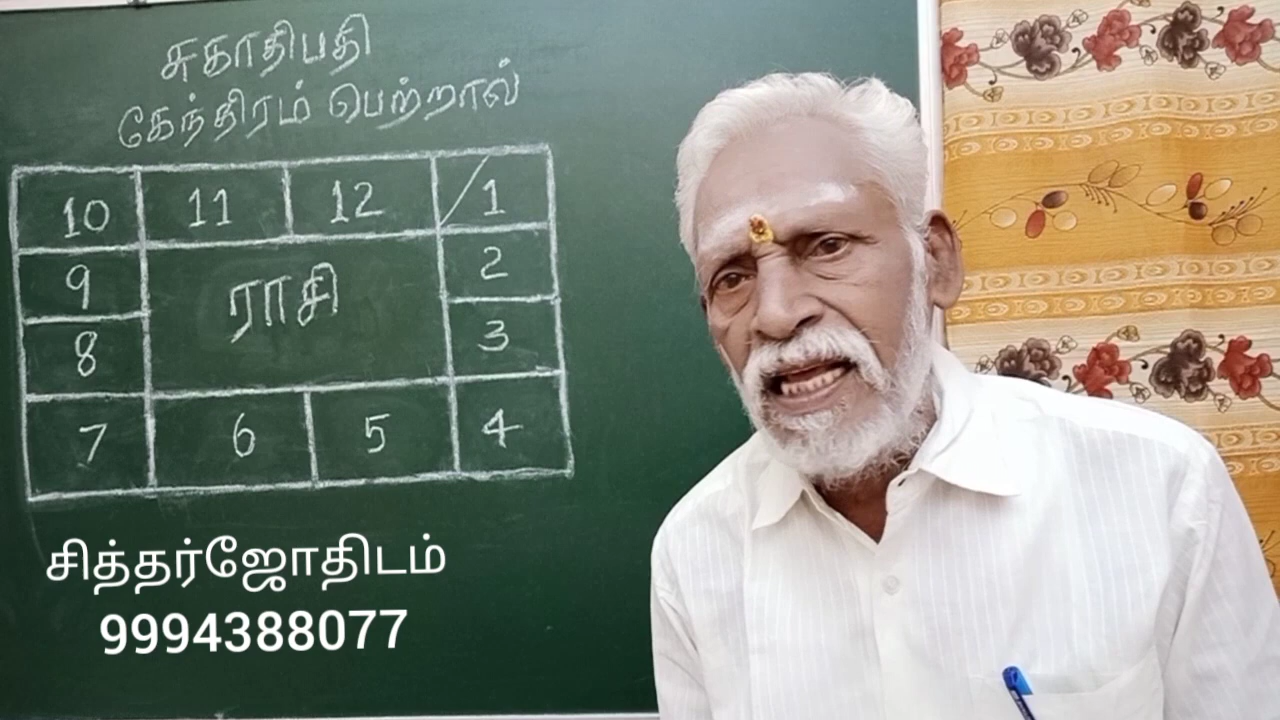 சுகாதிபதி
கேந்திரம் பெற்றால்
10 11 12 1
9 ராசி 2
8 3
7 6 5 4
சித்தர்ஜோதிடம்
9994388077